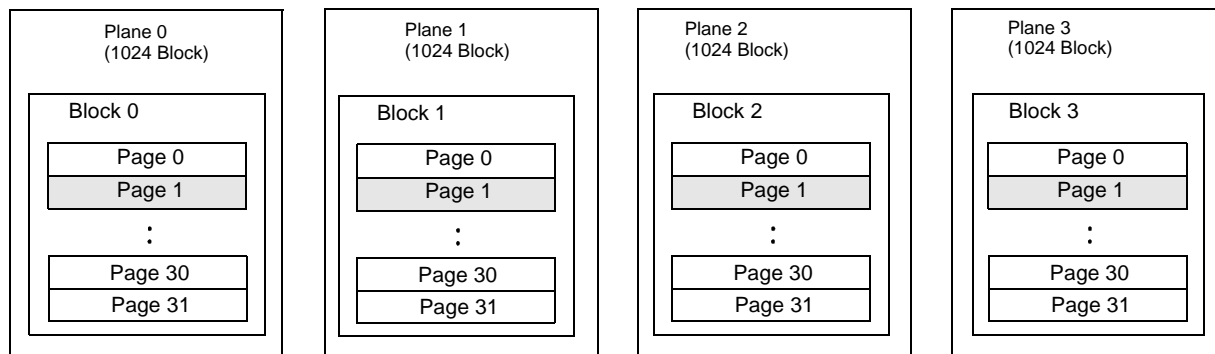 Plane 0
(1024 Block)
Block 0
Page 0
Page 1
:
Page 30
Page 31
Plane 1
(1024 Block)
Block 1
Page 0
Page 1
:
Page 30
Page 31
Plane 2
(1024 Block)
Block 2
Page 0
Page 1
:
Page 30
Page 31
Plane 3
(1024 Block)
Block 3
Page 0
Page 1
:
Page 30
Page 31